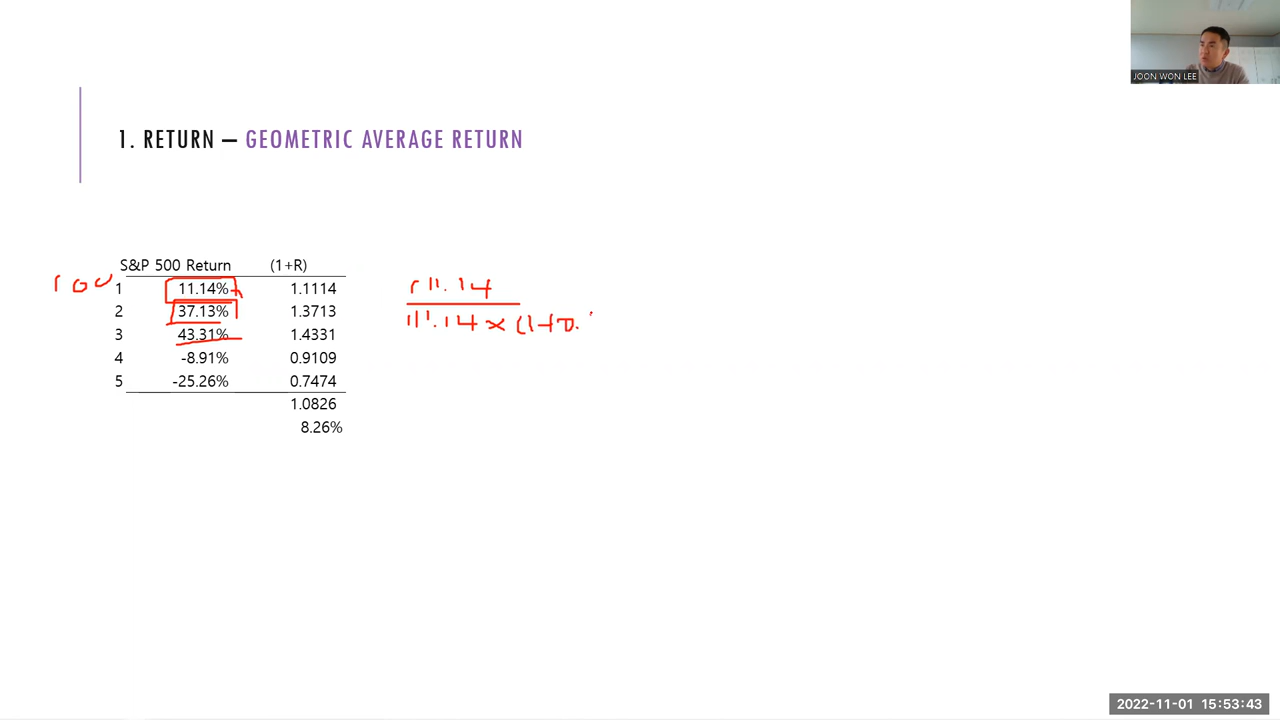 JOON WON LEE
1. RETURN — GEOMETRIC AVERAGE RETURN
S&P 500 Return (1+R)
100 1 11.14% 1.1114
2 37.13% 1.3713
3 43.31% 1.4331
4 -8.91% 0.9109
5 -25.26% 0.7474
1.0826
8.26%
111.14
111.14 × (1+0.
2022-11-01 15:53:43